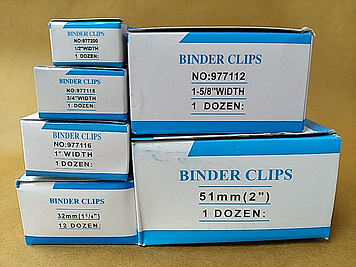 BINDER CLIPS
NO:977200
1/2"WIDTH
1 DOZEN:
BINDER CLIPS
NO:977118
3/4"WIDTH
1 DOZEN:
BINDER CLIPS
NO:977116
1" WIDTH
1 DOZEN:
BINDER CLIPS
32mm(1¹/₄")
12 DOZEN:
BINDER CLIPS
NO:977112
1-5/8"WIDTH
1 DOZEN:
BINDER CLIPS
51mm(2")
1 DOZEN: